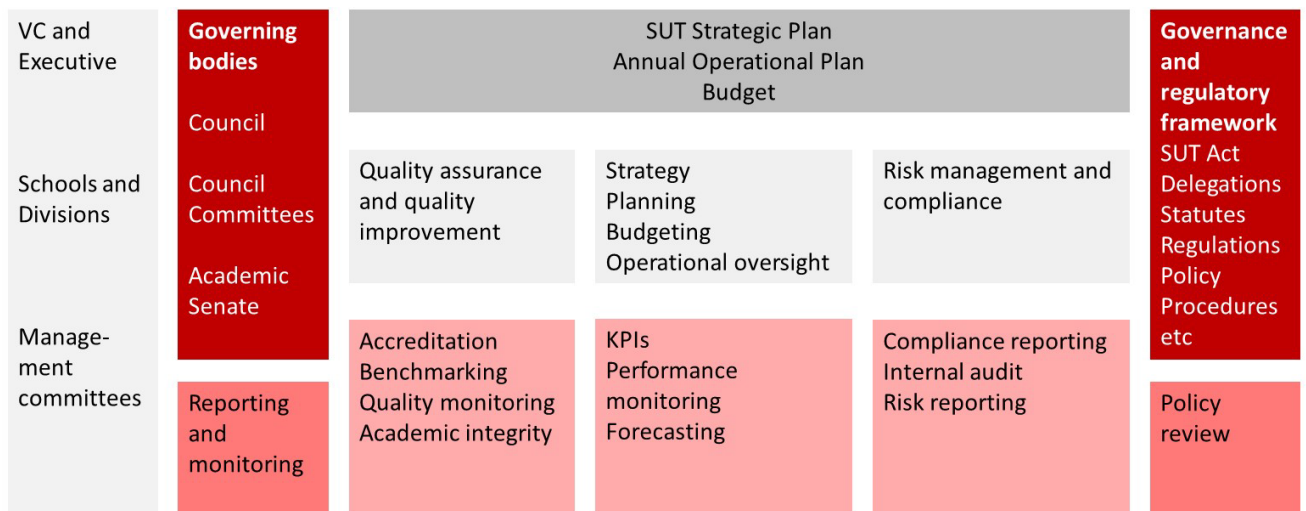 VC and
Executive
Schools and
Divisions
Manage-
ment
committees
Governing
bodies
Council
Council
Committees
Academic
Senate
Reporting
and
monitoring
SUT Strategic Plan
Annual Operational Plan
Budget
Quality assurance
and quality
improvement
Strategy
Planning
Budgeting
Operational oversight
Risk management and
compliance
Accreditation
Benchmarking
Quality monitoring
Academic integrity
KPIs
Performance
monitoring
Forecasting
Compliance reporting
Internal audit
Risk reporting
Governance
and
regulatory
framework
SUT Act
Delegations
Statutes
Regulations
Policy
Procedures
etc
Policy
review